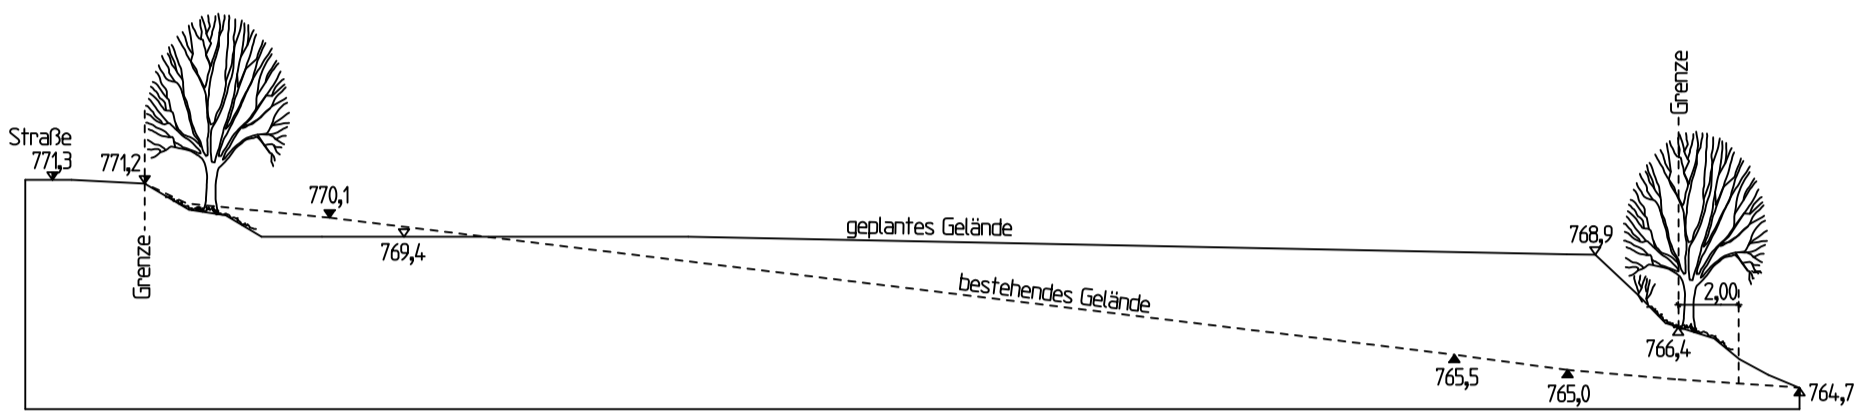 Straße
771,3
771,2
Grenze
770,1
769,4
geplantes Gelände
bestehendes Gelände
765,5
765,0
768,9
Grenze
2,00
766,4
764,7